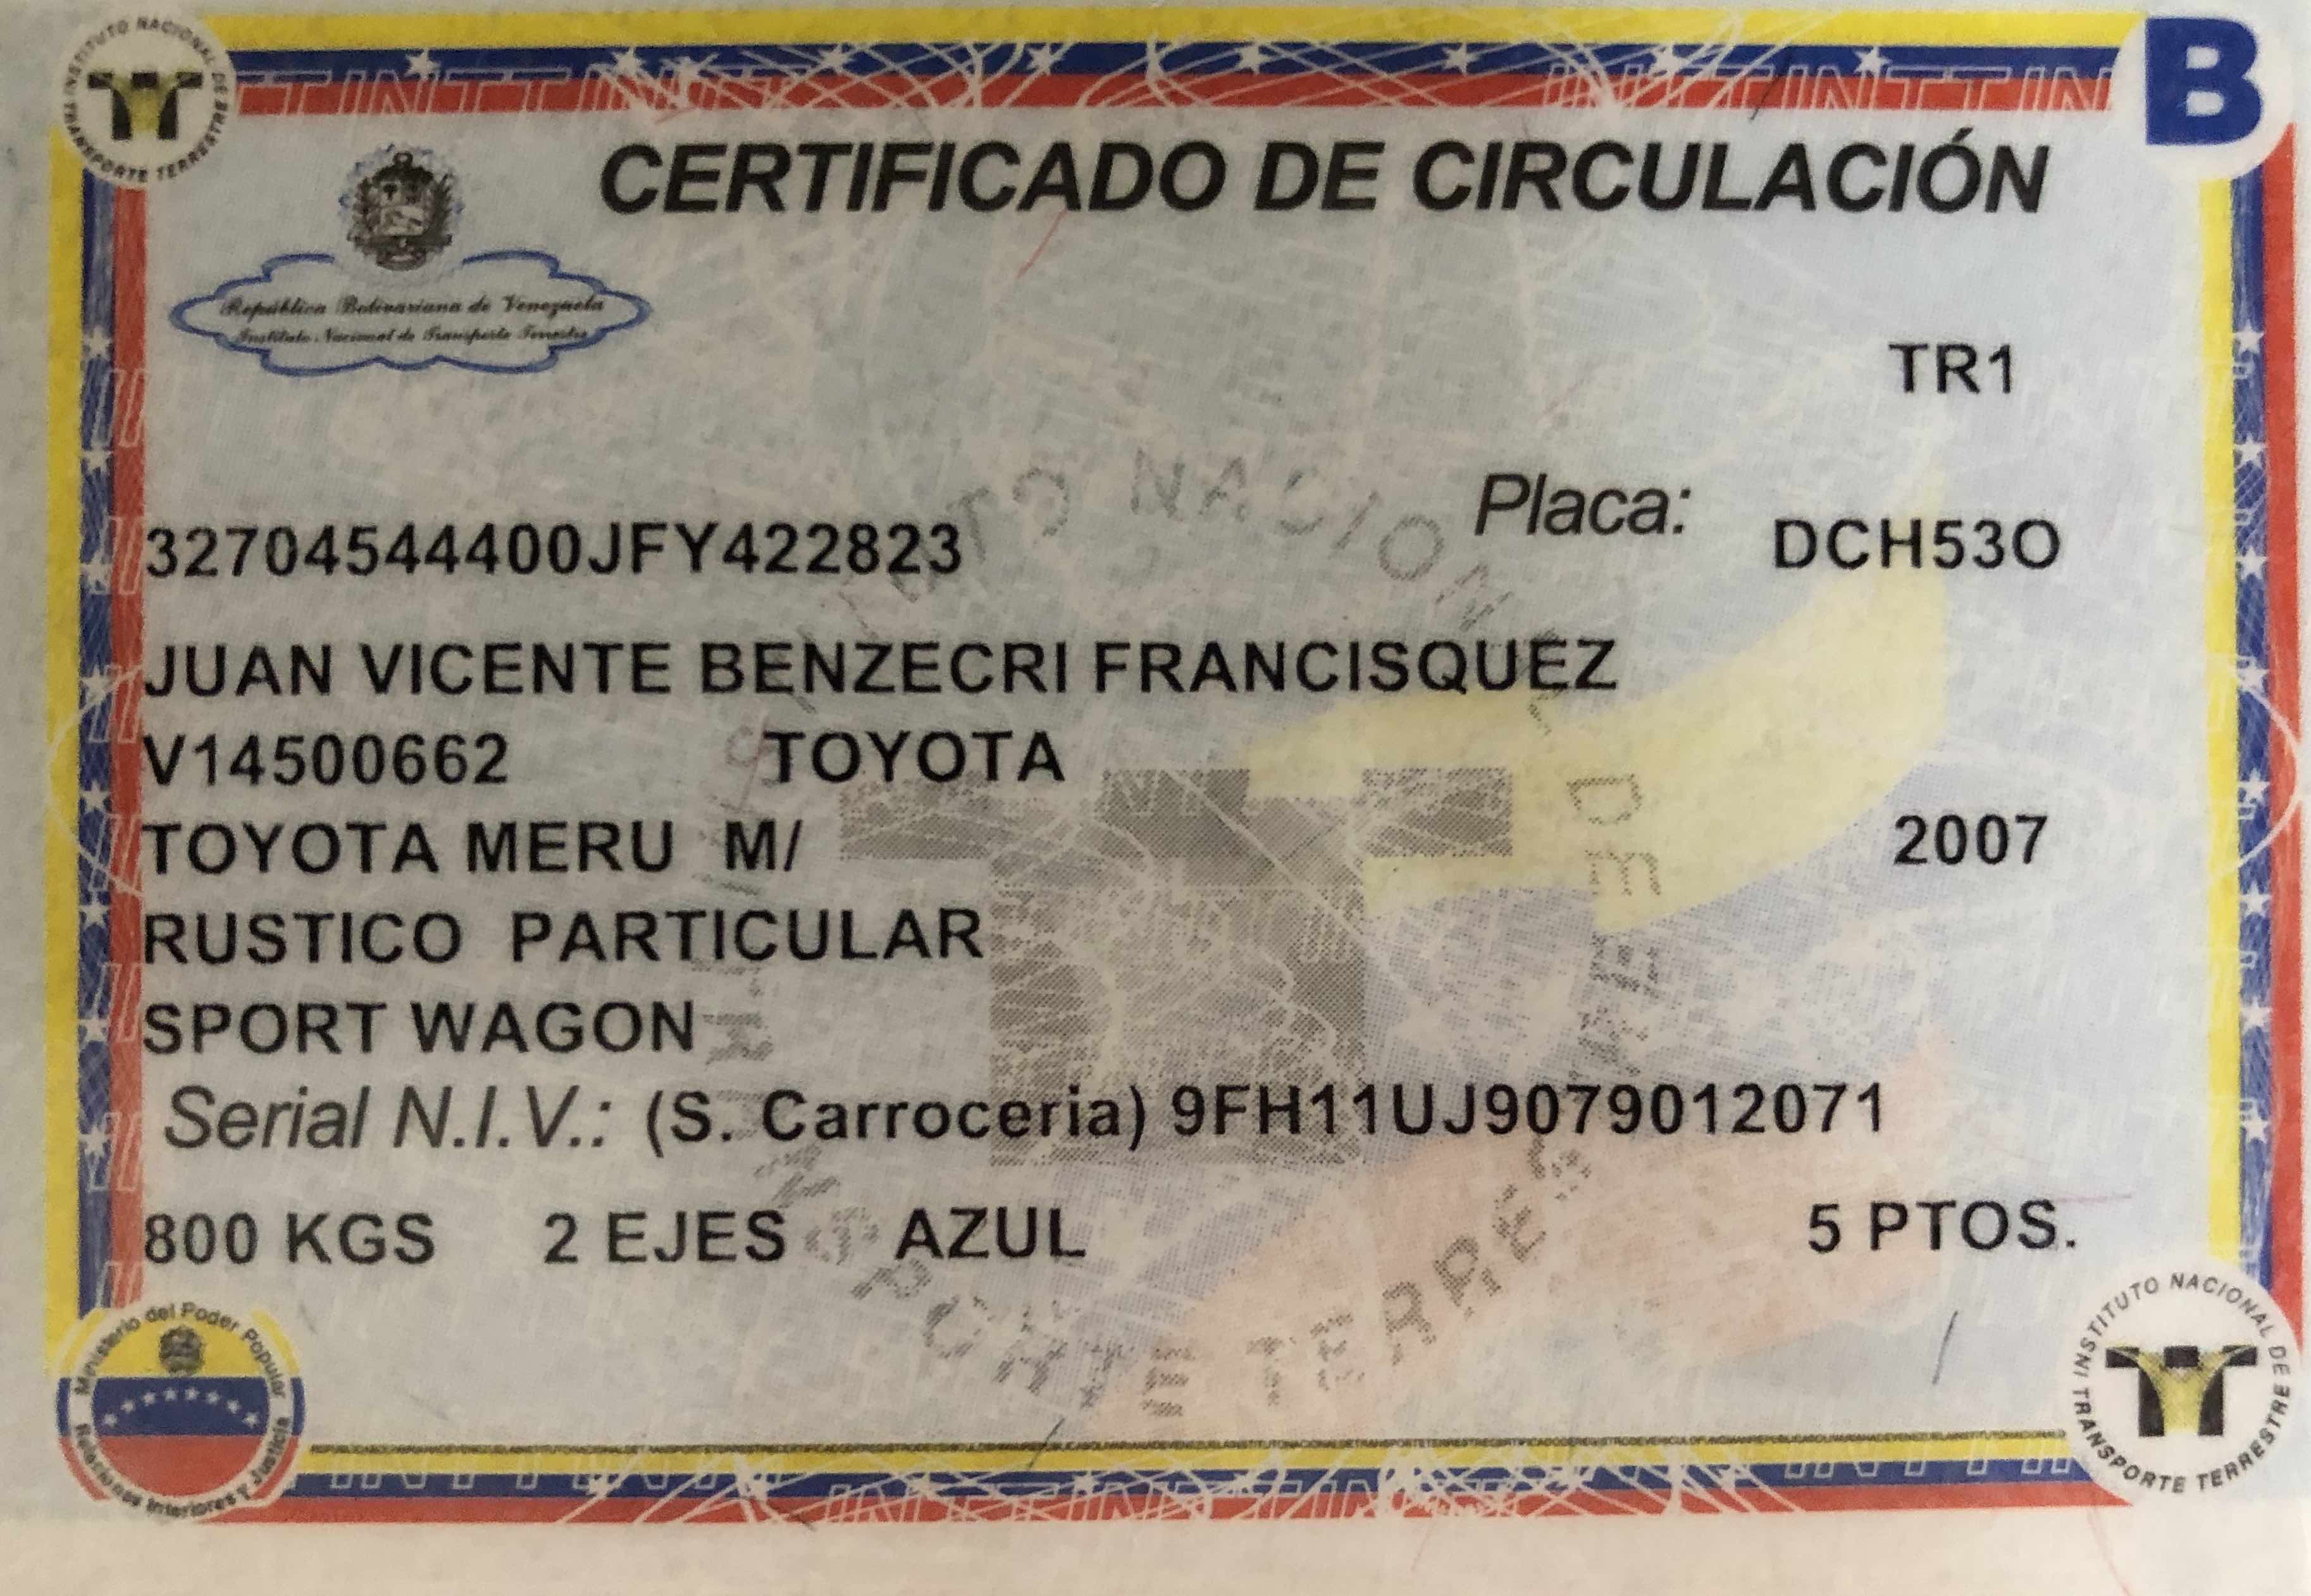 INSTITUTO NACIONAL DE TRANSPORTE TERRESTRE
B
CERTIFICADO DE CIRCULACIÓN
República Bolivariana de Venezuela
Instituto Nacional de Transporte Terrestre
TR1
Placa: DCH53O
32704544400JFY422823
JUAN VICENTE BENZECRI FRANCISQUEZ
V14500662 TOYOTA
TOYOTA MERU M/ 2007
RUSTICO PARTICULAR
SPORT WAGON
Serial N.I.V.: (S. Carroceria) 9FH11UJ9079012071
800 KGS 2 EJES AZUL 5 PTOS.
Ministerio del Poder Popular
Relaciones Interiores Y Justicia
INSTITUTO NACIONAL DE TRANSPORTE TERRESTRE